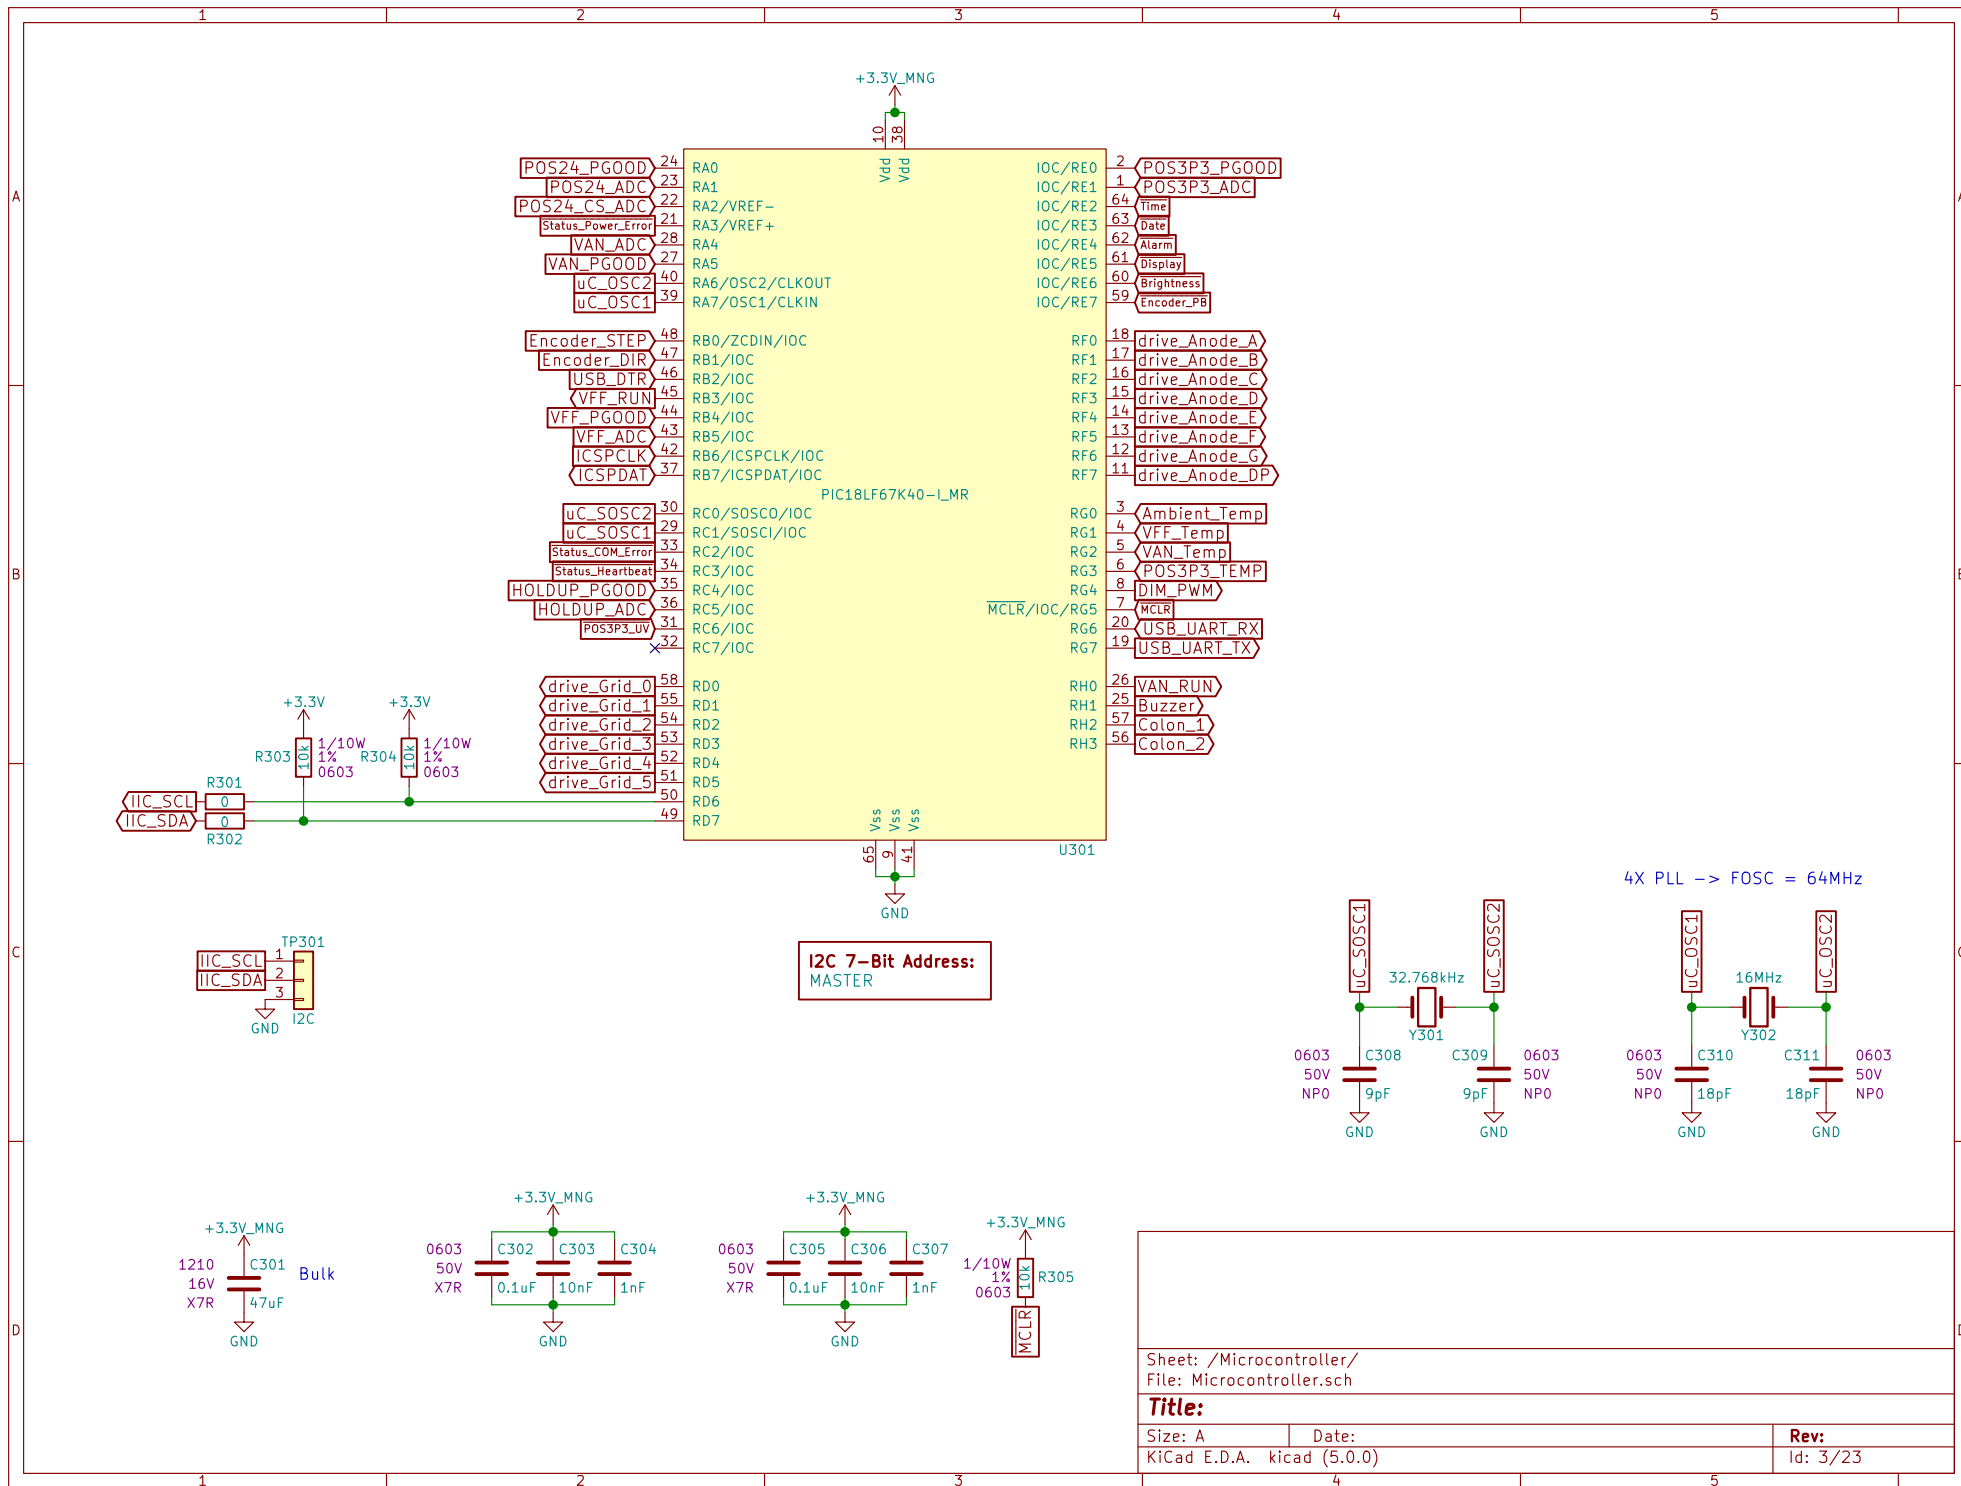 1 2 3 4 5
+3.3V_MNG
10 38
Vdd Vdd
A
POS24_PGOOD 24 RA0 IOC/RE0 2 POS3P3_PGOOD
POS24_ADC 23 RA1 IOC/RE1 1 POS3P3_ADC
POS24_CS_ADC 22 RA2/VREF- IOC/RE2 64 Time
Status_Power_Error 21 RA3/VREF+ IOC/RE3 63 Date
VAN_ADC 28 RA4 IOC/RE4 62 Alarm
VAN_PGOOD 27 RA5 IOC/RE5 61 Display
uC_OSC2 40 RA6/OSC2/CLKOUT IOC/RE6 60 Brightness
uC_OSC1 39 RA7/OSC1/CLKIN IOC/RE7 59 Encoder_PB
Encoder_STEP 48 RB0/ZCDIN/IOC RF0 18 drive_Anode_A
Encoder_DIR 47 RB1/IOC RF1 17 drive_Anode_B
USB_DTR 46 RB2/IOC RF2 16 drive_Anode_C
VFF_RUN 45 RB3/IOC RF3 15 drive_Anode_D
VFF_PGOOD 44 RB4/IOC RF4 14 drive_Anode_E
VFF_ADC 43 RB5/IOC RF5 13 drive_Anode_F
ICSPCLK 42 RB6/ICSPCLK/IOC RF6 12 drive_Anode_G
ICSPDAT 37 RB7/ICSPDAT/IOC RF7 11 drive_Anode_DP
PIC18LF67K40-I_MR
uC_SOSC2 30 RC0/SOSCO/IOC RG0 3 Ambient_Temp
uC_SOSC1 29 RC1/SOSCI/IOC RG1 4 VFF_Temp
Status_COM_Error 33 RC2/IOC RG2 5 VAN_Temp
B
Status_Heartbeat 34 RC3/IOC RG3 6 POS3P3_TEMP
HOLDUP_PGOOD 35 RC4/IOC RG4 8 DIM_PWM
HOLDUP_ADC 36 RC5/IOC MCLR/IOC/RG5 7 MCLR
POS3P3_UV 31 RC6/IOC RG6 20 USB_UART_RX
32 RC7/IOC RG7 19 USB_UART_TX
drive_Grid_0 58 RD0 RH0 26 VAN_RUN
drive_Grid_1 55 RD1 RH1 25 Buzzer
drive_Grid_2 54 RD2 RH2 57 Colon_1
drive_Grid_3 53 RD3 RH3 56 Colon_2
drive_Grid_4 52 RD4
drive_Grid_5 51 RD5
50 RD6
49 RD7
+3.3V +3.3V
R303 10k 1/10W 1% 0603
R304 10k 1/10W 1% 0603
R301
IIC_SCL 0
IIC_SDA 0
R302
Vss Vss Vss
65 9 41
U301
GND
4X PLL -> FOSC = 64MHz
C
I2C 7-Bit Address:
MASTER
TP301
IIC_SCL 1
IIC_SDA 2
3
GND I2C
uC_SOSC1 uC_SOSC2 uC_OSC1 uC_OSC2
32.768kHz 16MHz
Y301 Y302
0603 C308 C309 0603 0603 C310 C311 0603
50V 50V 50V 50V
NP0 9pF 9pF NP0 NP0 18pF 18pF NP0
GND GND GND GND
+3.3V_MNG
1210 C301
16V Bulk
X7R 47uF
GND
+3.3V_MNG
0603 C302 C303 C304
50V
X7R 0.1uF 10nF 1nF
GND
+3.3V_MNG
0603 C305 C306 C307
50V
X7R 0.1uF 10nF 1nF
GND
+3.3V_MNG
1/10W
1% 10k R305
0603
MCLR
D
Sheet: /Microcontroller/
File: Microcontroller.sch
Title:
Size: A Date: Rev:
KiCad E.D.A. kicad (5.0.0) Id: 3/23
1 2 3 4 5